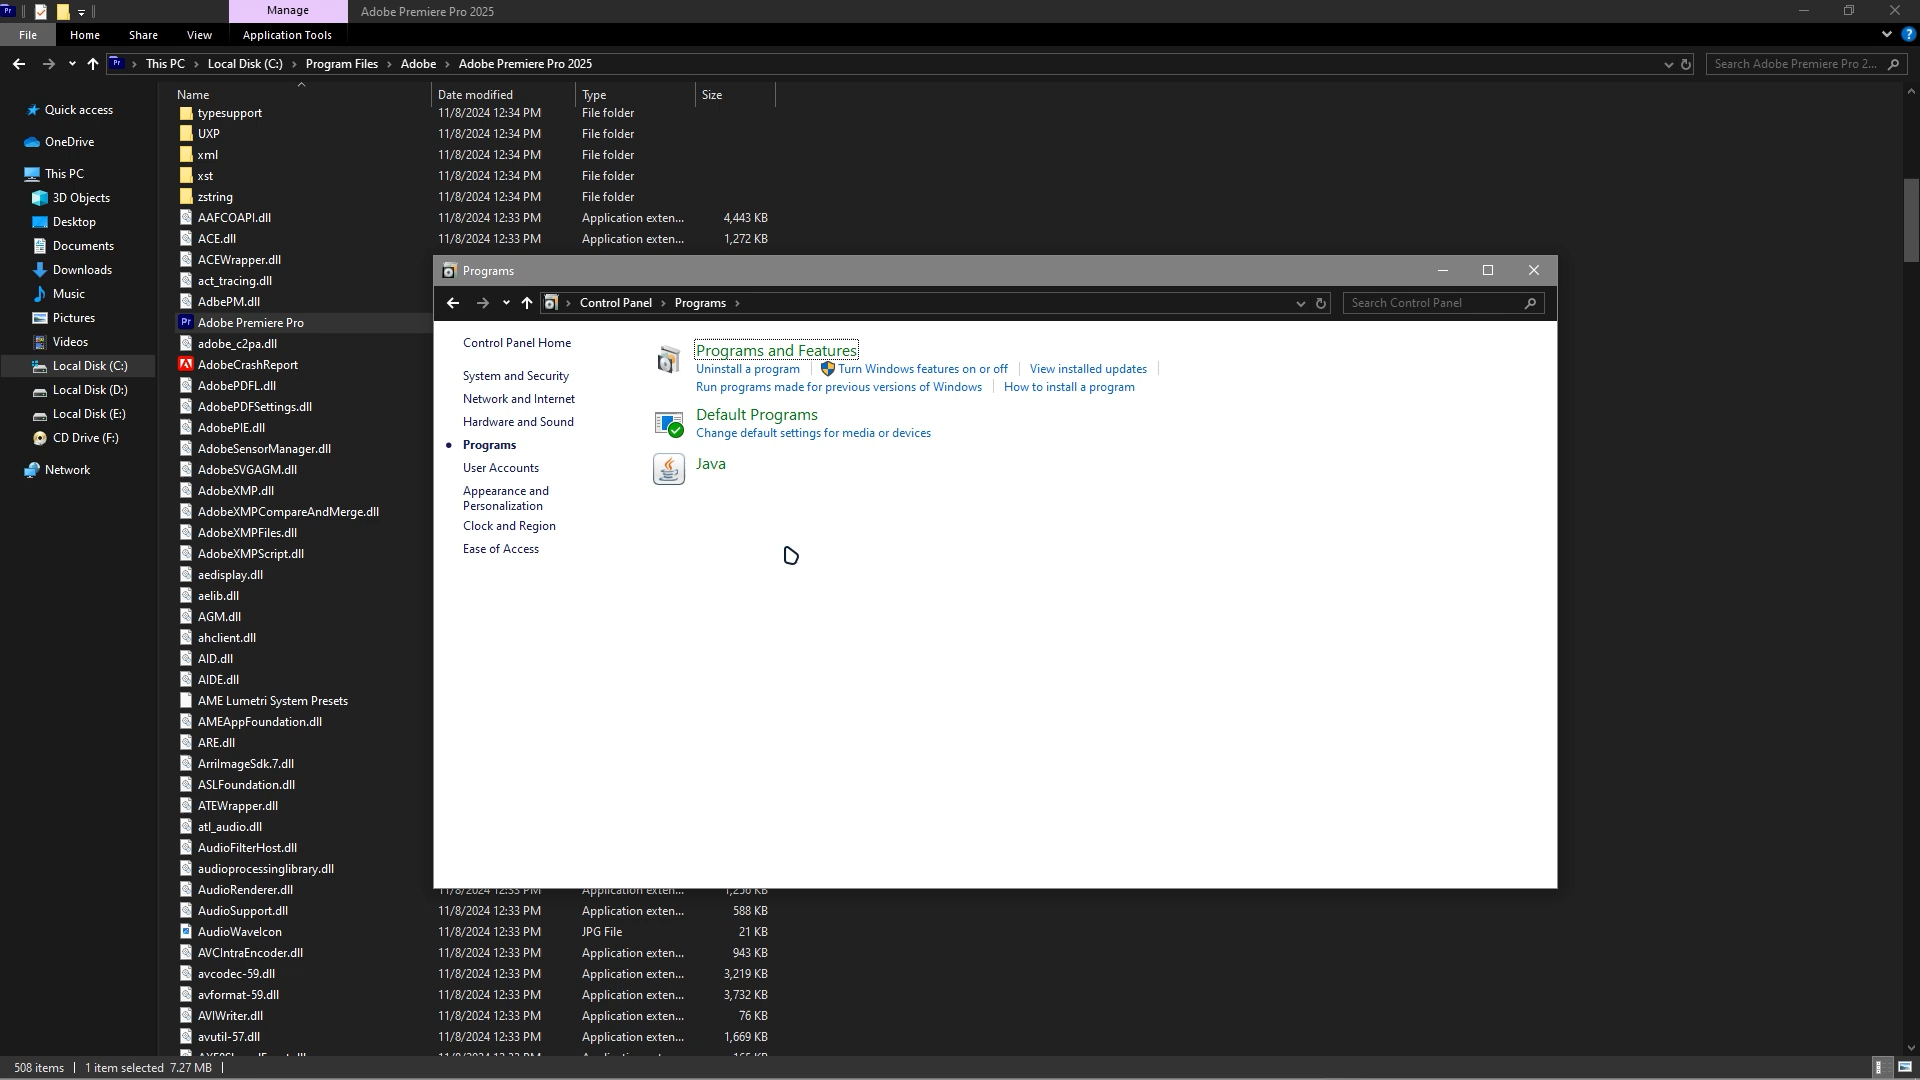 Pr Manage Adobe Premiere Pro 2025
File Home Share View Application Tools ?
Pr This PC Local Disk (C:) Program Files Adobe Adobe Premiere Pro 2025 Search Adobe Premiere Pro 2...
Name Date modified Type Size
Quick access
OneDrive
This PC
3D Objects
Desktop
Documents
Downloads
Music
Pictures
Videos
Local Disk (C:)
Local Disk (D:)
Local Disk (E:)
CD Drive (F:)
Network
typesupport 11/8/2024 12:34 PM File folder
UXP 11/8/2024 12:34 PM File folder
xml 11/8/2024 12:34 PM File folder
xst 11/8/2024 12:34 PM File folder
zstring 11/8/2024 12:34 PM File folder
AAFCOAPI.dll 11/8/2024 12:33 PM Application exten... 4,443 KB
ACE.dll 11/8/2024 12:33 PM Application exten... 1,272 KB
ACEWrapper.dll
act_tracing.dll
AdbePM.dll
Pr Adobe Premiere Pro
adobe_c2pa.dll
AdobeCrashReport
AdobePDFL.dll
AdobePDFSettings.dll
AdobePIE.dll
AdobeSensorManager.dll
AdobeSVGAGM.dll
AdobeXMP.dll
AdobeXMPCompareAndMerge.dll
AdobeXMPFiles.dll
AdobeXMPScript.dll
aedisplay.dll
aelib.dll
AGM.dll
ahclient.dll
AID.dll
AIDE.dll
AME Lumetri System Presets
AMEAppFoundation.dll
ARE.dll
ArriImageSdk.7.dll
ASLFoundation.dll
ATEWrapper.dll
atl_audio.dll
AudioFilterHost.dll
audioprocessinglibrary.dll
AudioRenderer.dll 11/8/2024 12:33 PM Application exten... 1,256 KB
AudioSupport.dll 11/8/2024 12:33 PM Application exten... 588 KB
AudioWaveIcon 11/8/2024 12:33 PM JPG File 21 KB
AVCIntraEncoder.dll 11/8/2024 12:33 PM Application exten... 943 KB
avcodec-59.dll 11/8/2024 12:33 PM Application exten... 3,219 KB
avformat-59.dll 11/8/2024 12:33 PM Application exten... 3,732 KB
AVIWriter.dll 11/8/2024 12:33 PM Application exten... 76 KB
avutil-57.dll 11/8/2024 12:33 PM Application exten... 1,669 KB
Programs
Control Panel Programs Search Control Panel
Control Panel Home
System and Security
Network and Internet
Hardware and Sound
Programs
User Accounts
Appearance and
Personalization
Clock and Region
Ease of Access
Programs and Features
Uninstall a program Turn Windows features on or off View installed updates
Run programs made for previous versions of Windows How to install a program
Default Programs
Change default settings for media or devices
Java
508 items 1 item selected 7.27 MB